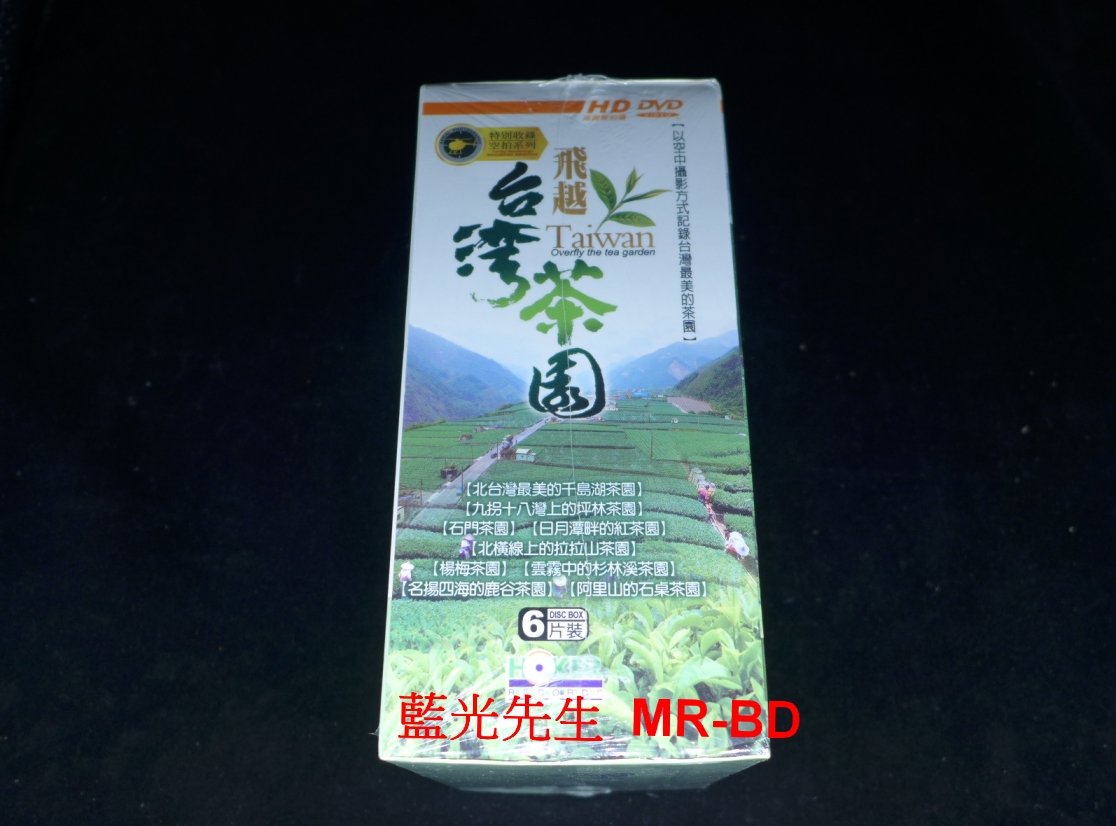 HD DVD
VIDEO
特別收錄
空拍系列
飛越
台灣茶園
Taiwan
Overfly the tea garden
【以空中攝影方式記錄台灣最美的茶園】
【北台灣最美的千島湖茶園】
【九拐十八灣上的坪林茶園】
【石門茶園】【日月潭畔的紅茶園】
【北橫線上的拉拉山茶園】
【楊梅茶園】【雲霧中的杉林溪茶園】
【名揚四海的鹿谷茶園】【阿里山的石桌茶園】
6 DISC BOX
片裝
藍光先生 MR-BD